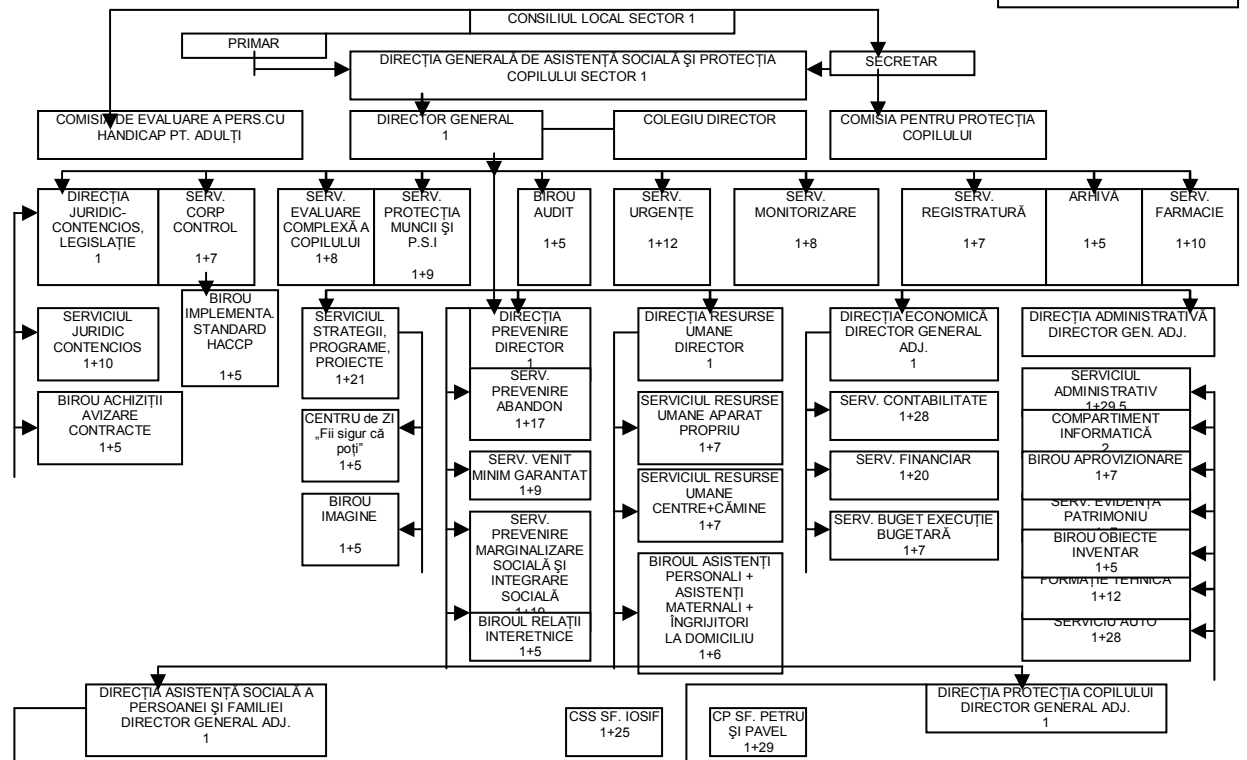 CONSILIUL LOCAL SECTOR 1
PRIMAR
DIRECȚIA GENERALĂ DE ASISTENȚĂ SOCIALĂ ŞI PROTECȚIA
COPILULUI SECTOR 1
SECRETAR
COMISIA DE EVALUARE A PERS.CU
HANDICAP PT. ADULȚI
DIRECTOR GENERAL
1
COLEGIU DIRECTOR
COMISIA PENTRU PROTECȚIA
COPILULUI
DIRECȚIA
JURIDIC-
CONTENCIOS,
LEGISLAȚIE
1
SERV.
CORP
CONTROL
1+7
SERV.
EVALUARE
COMPLEXĂ A
COPILULUI
1+8
SERV.
PROTECȚIA
MUNCII ŞI
P.S.I
1+9
BIROU
AUDIT
1+5
SERV.
URGENȚE
1+12
SERV.
MONITORIZARE
1+8
SERV.
REGISTRATURĂ
1+7
ARHIVĂ
1+5
SERV.
FARMACIE
1+10
SERVICIUL
JURIDIC
CONTENCIOS
1+10
BIROU ACHIZIȚII
AVIZARE
CONTRACTE
1+5
BIROU
IMPLEMENTA.
STANDARD
HACCP
1+5
SERVICIUL
STRATEGII,
PROGRAME,
PROIECTE
1+21
CENTRU de ZI
„Fii sigur că
poți”
1+5
BIROU
IMAGINE
1+5
DIRECȚIA
PREVENIRE
DIRECTOR
1
SERV.
PREVENIRE
ABANDON
1+17
SERV. VENIT
MINIM GARANTAT
1+9
SERV.
PREVENIRE
MARGINALIZARE
SOCIALĂ ŞI
INTEGRARE
SOCIALĂ
BIROUL RELAȚII
INTERETNICE
1+5
DIRECȚIA RESURSE
UMANE
DIRECTOR
1
SERVICIUL RESURSE
UMANE APARAT
PROPRIU
1+7
SERVICIUL RESURSE
UMANE
CENTRE+CĂMINE
1+7
BIROUL ASISTENȚI
PERSONALI +
ASISTENȚI
MATERNALI +
ÎNGRIJITORI
LA DOMICILIU
1+6
DIRECȚIA ECONOMICĂ
DIRECTOR GENERAL
ADJ.
1
SERV. CONTABILITATE
1+28
SERV. FINANCIAR
1+20
SERV. BUGET EXECUȚIE
BUGETARĂ
1+7
DIRECȚIA ADMINISTRATIVĂ
DIRECTOR GEN. ADJ.
SERVICIUL
ADMINISTRATIV
1+29,5
COMPARTIMENT
INFORMATICĂ
2
BIROU APROVIZIONARE
1+7
SERV. EVIDENȚA
PATRIMONIU
BIROU OBIECTE
INVENTAR
1+5
FORMAȚIE TEHNICĂ
1+12
SERVICIU AUTO
1+28
DIRECȚIA ASISTENȚĂ SOCIALĂ A
PERSOANEI ŞI FAMILIEI
DIRECTOR GENERAL ADJ.
1
CSS SF. IOSIF
1+25
CP SF. PETRU
ŞI PAVEL
1+29
DIRECȚIA PROTECȚIA COPILULUI
DIRECTOR GENERAL ADJ.
1